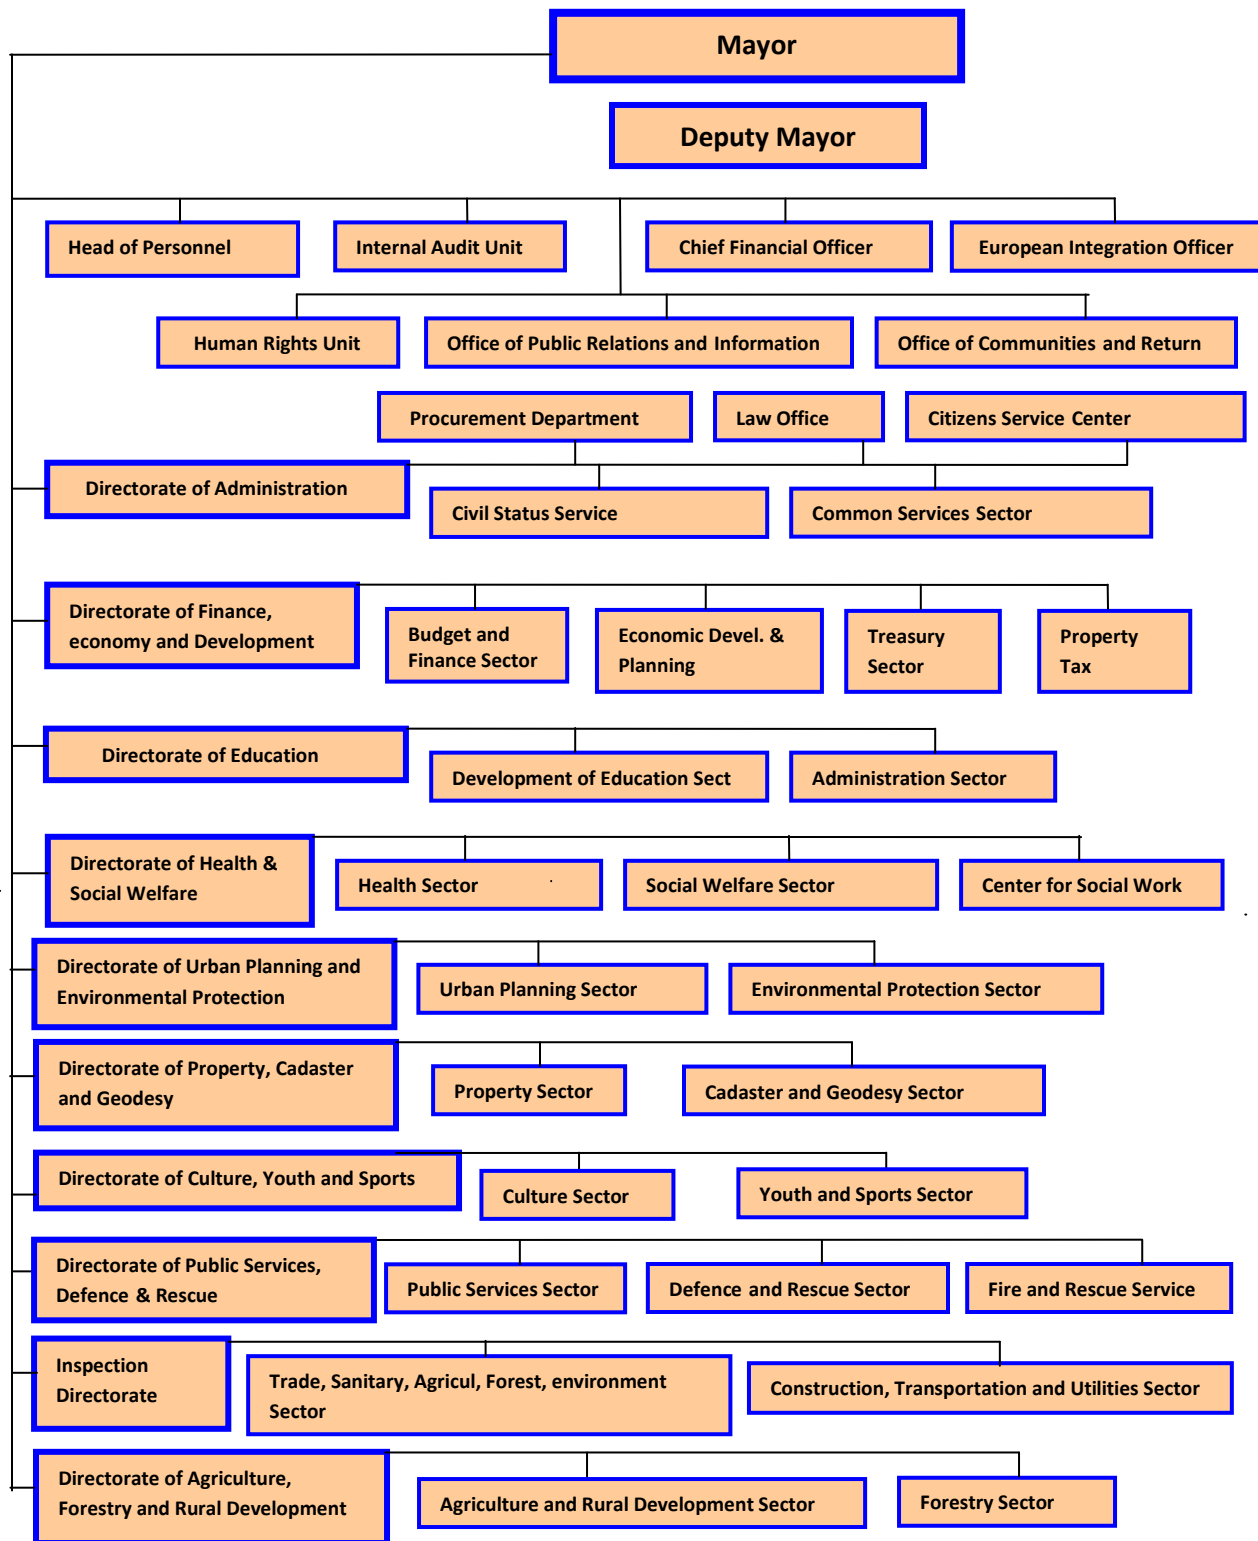 Mayor
Deputy Mayor
Head of Personnel
Internal Audit Unit
Chief Financial Officer
European Integration Officer
Human Rights Unit
Office of Public Relations and Information
Office of Communities and Return
Procurement Department
Law Office
Citizens Service Center
Directorate of Administration
Civil Status Service
Common Services Sector
Directorate of Finance,
economy and Development
Budget and
Finance Sector
Economic Devel. &
Planning
Treasury
Sector
Property
Tax
Directorate of Education
Development of Education Sect
Administration Sector
Directorate of Health &
Social Welfare
Health Sector
Social Welfare Sector
Center for Social Work
Directorate of Urban Planning and
Environmental Protection
Urban Planning Sector
Environmental Protection Sector
Directorate of Property, Cadaster
and Geodesy
Property Sector
Cadaster and Geodesy Sector
Directorate of Culture, Youth and Sports
Culture Sector
Youth and Sports Sector
Directorate of Public Services,
Defence & Rescue
Public Services Sector
Defence and Rescue Sector
Fire and Rescue Service
Inspection
Directorate
Trade, Sanitary, Agricul, Forest, environment
Sector
Construction, Transportation and Utilities Sector
Directorate of Agriculture,
Forestry and Rural Development
Agriculture and Rural Development Sector
Forestry Sector